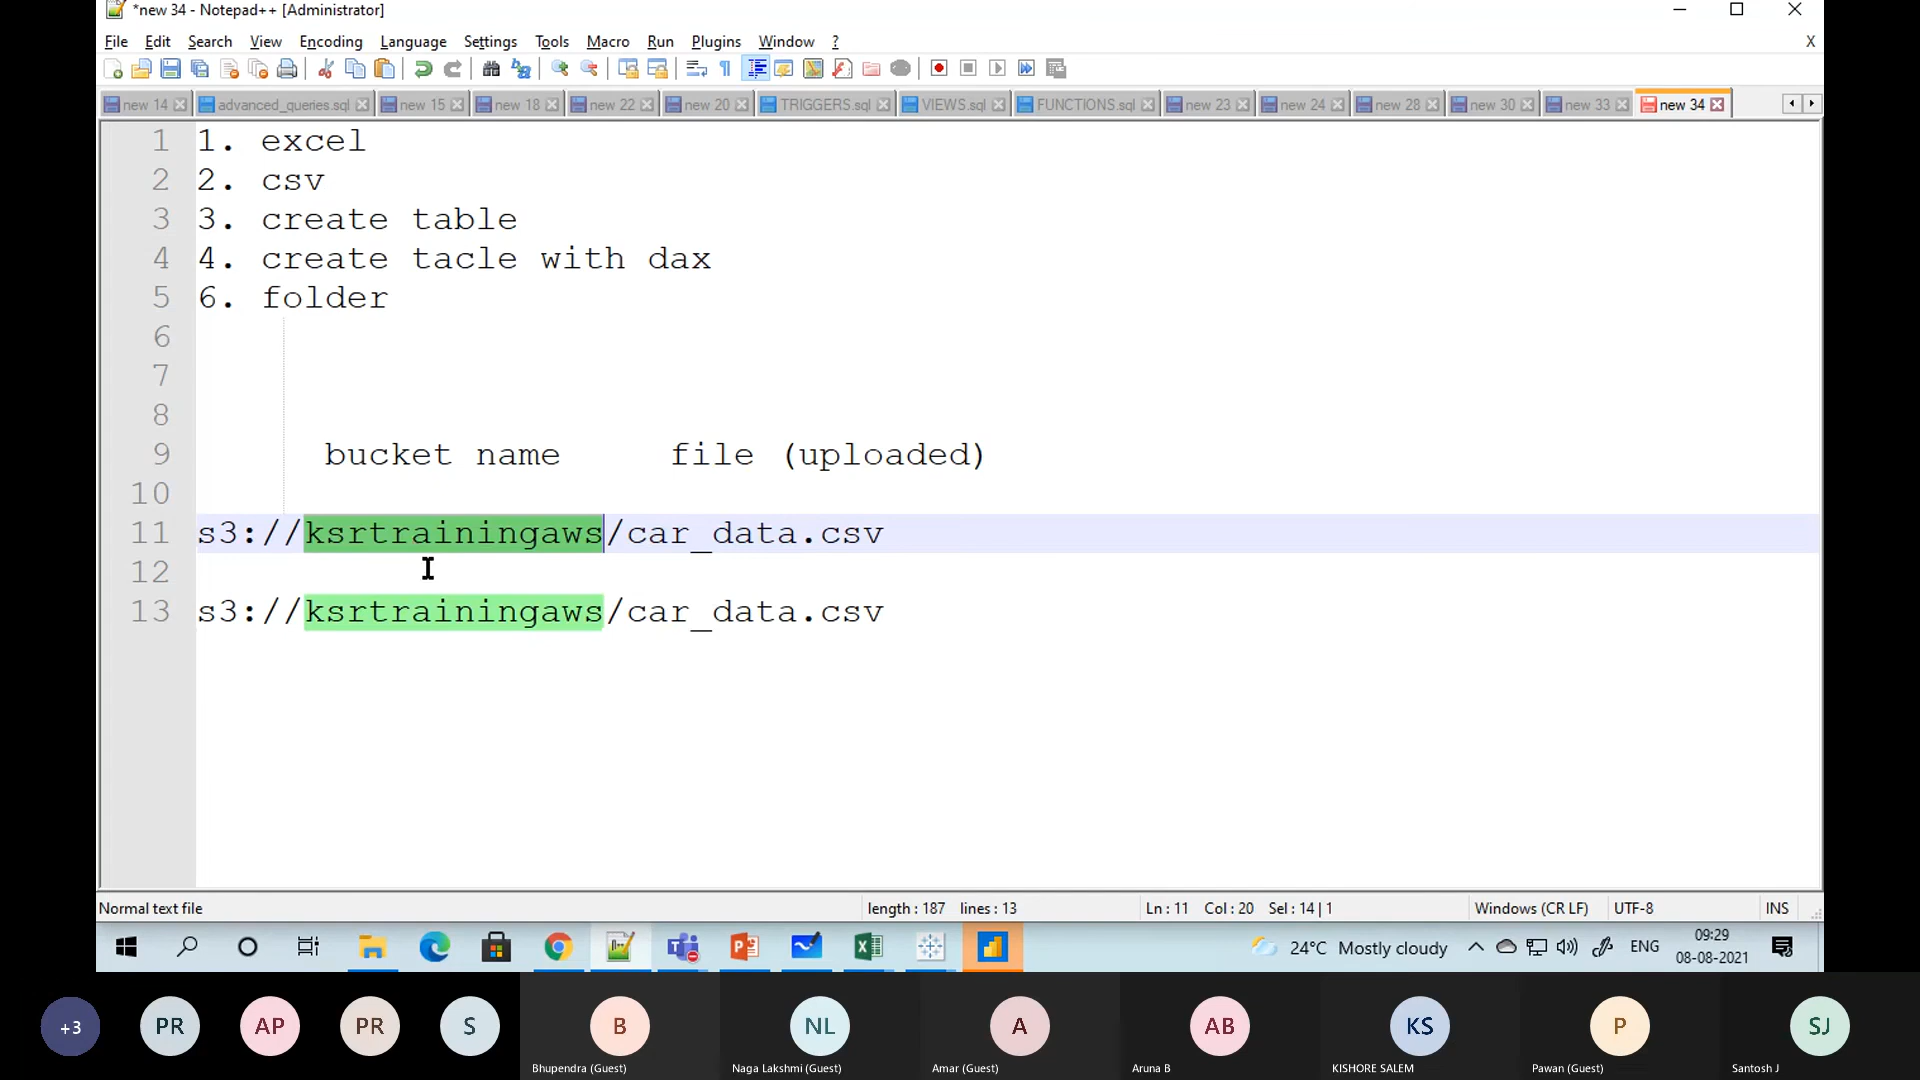 *new 34 - Notepad++ [Administrator]
File Edit Search View Encoding Language Settings Tools Macro Run Plugins Window ? X
new 14 advanced_queries.sql new 15 new 18 new 22 new 20 TRIGGERS.sql VIEWS.sql FUNCTIONS.sql new 23 new 24 new 28 new 30 new 33 new 34
1 1. excel
2 2. csv
3 3. create table
4 4. create tacle with dax
5 6. folder
6
7
8
9 bucket name file (uploaded)
10
11 s3://ksrtrainingaws/car_data.csv
12
13 s3://ksrtrainingaws/car_data.csv
Normal text file length : 187 lines : 13 Ln : 11 Col : 20 Sel : 14 | 1 Windows (CR LF) UTF-8 INS
24°C Mostly cloudy ENG 09:29
08-08-2021
+3 PR AP PR S B NL A AB KS P SJ
Bhupendra (Guest) Naga Lakshmi (Guest) Amar (Guest) Aruna B KISHORE SALEM Pawan (Guest) Santosh J